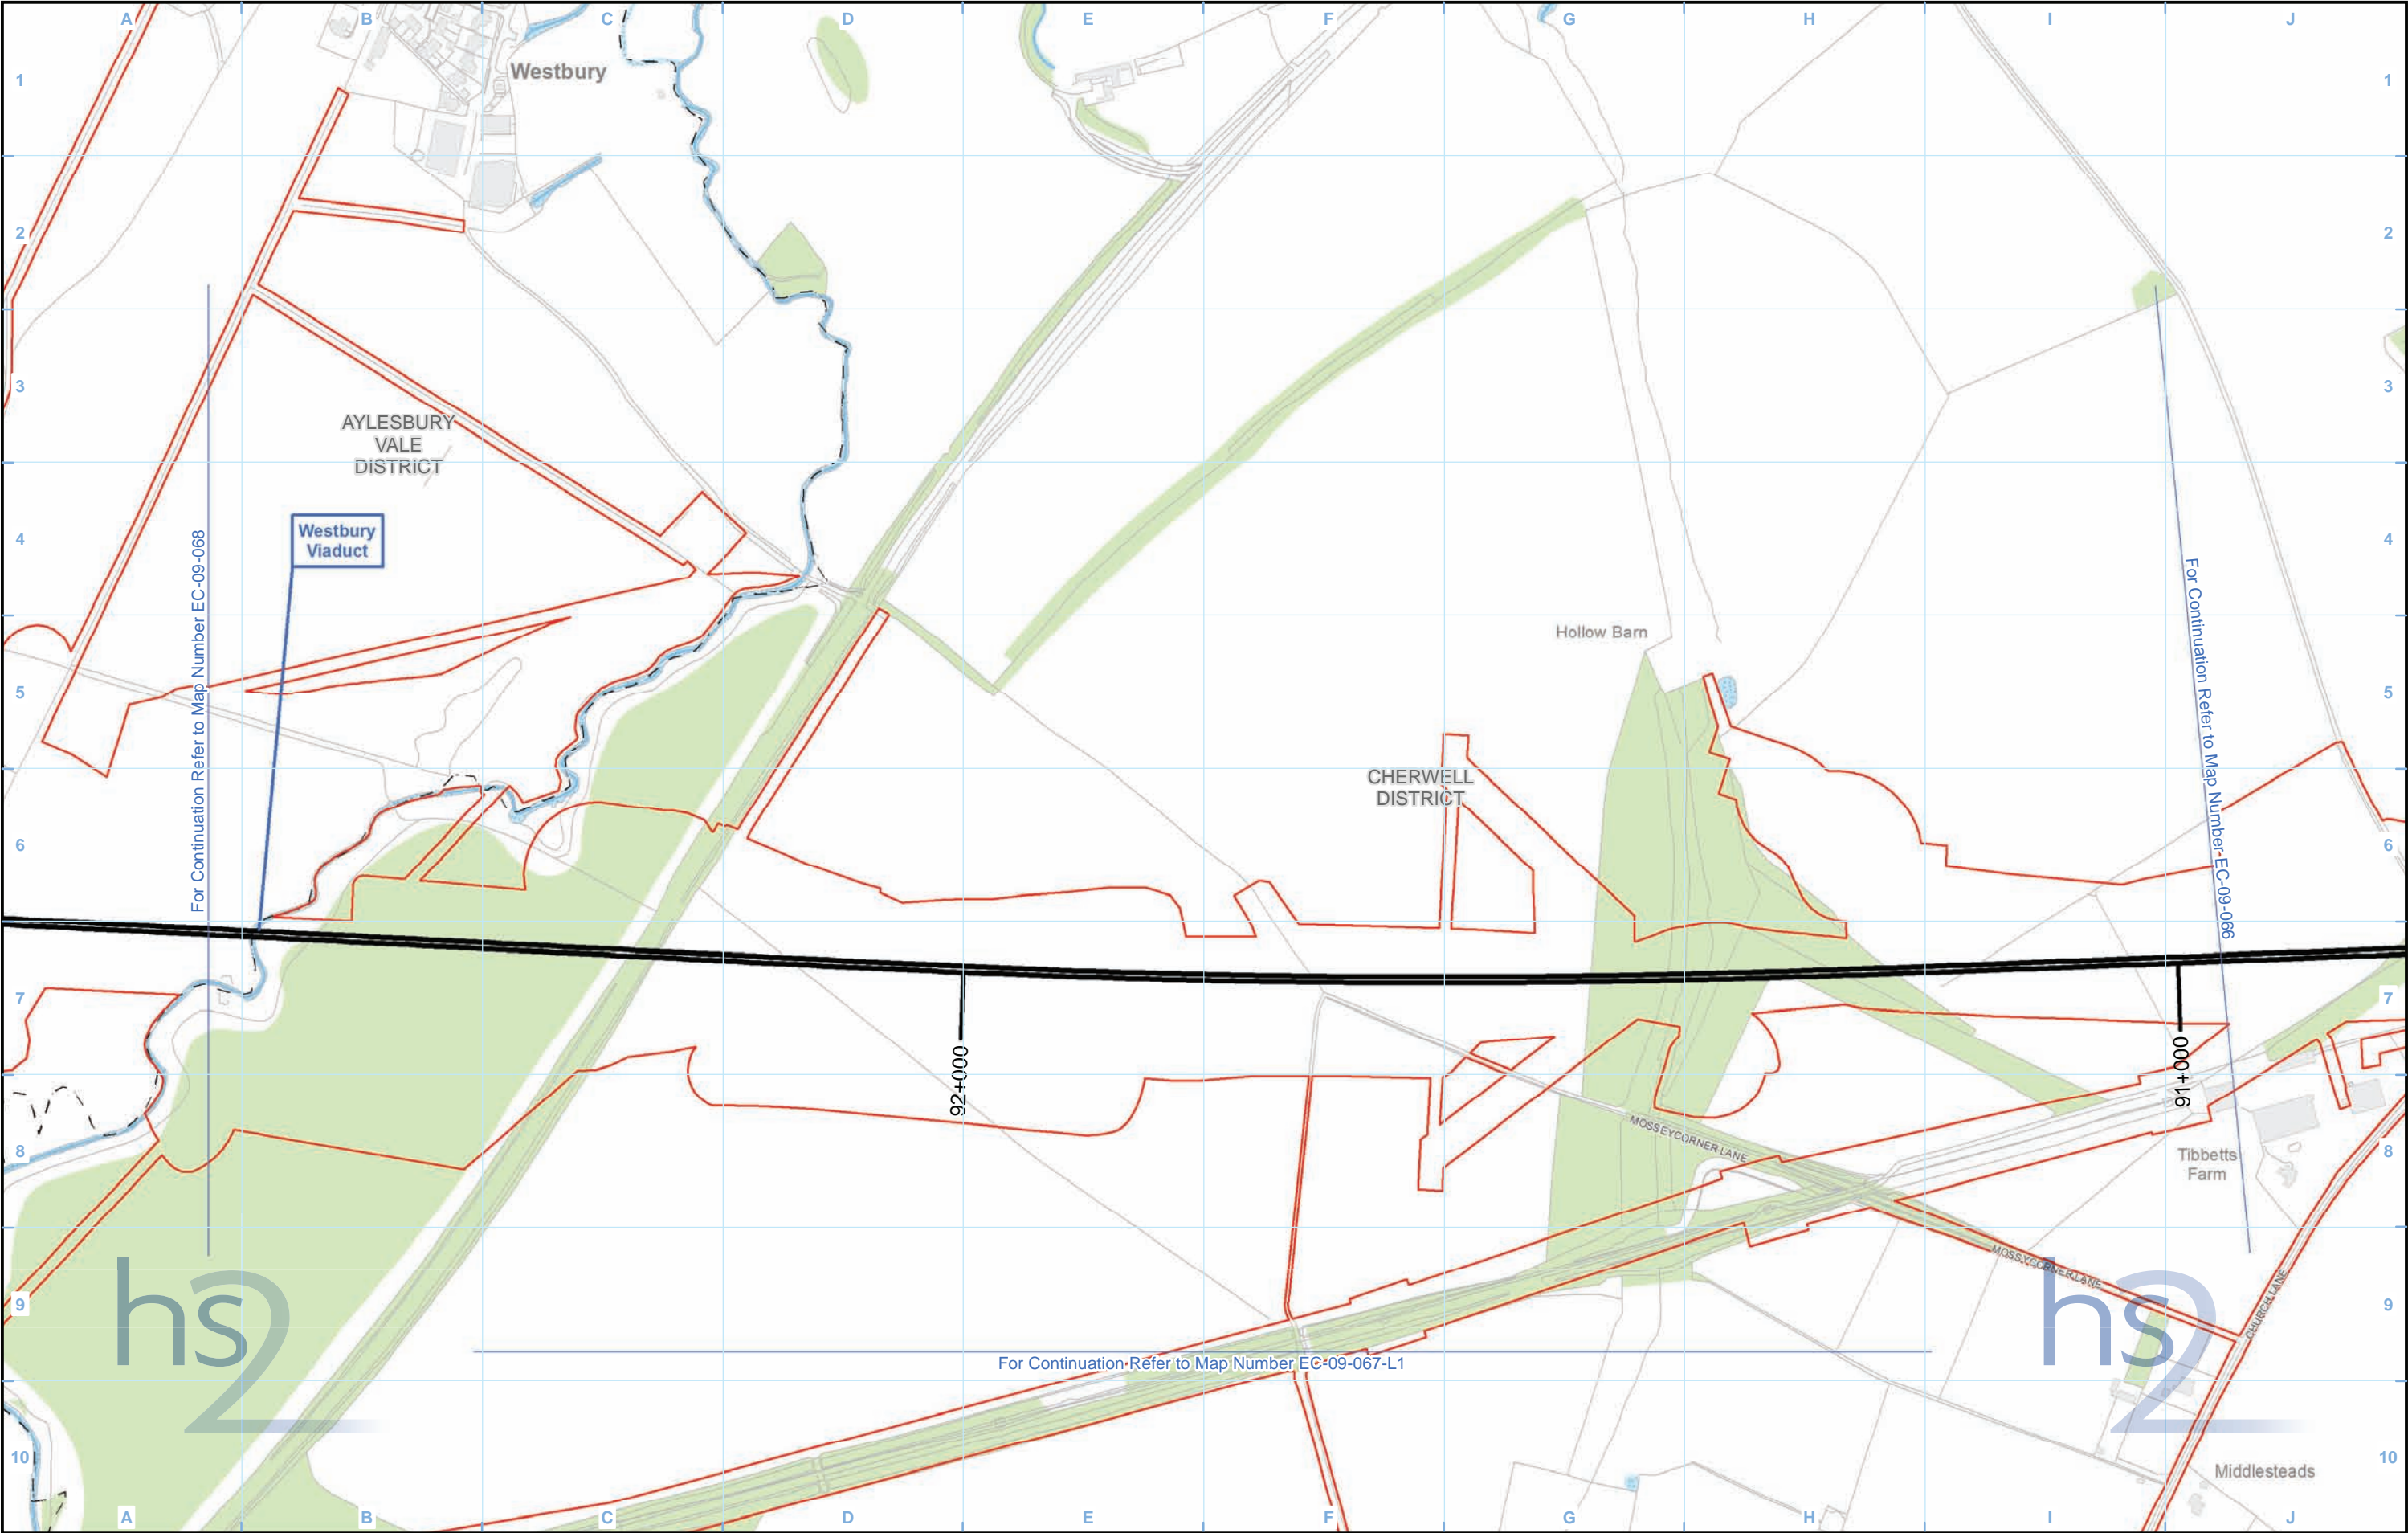 A B C D E F G H I J
1 1
Westbury
2 2
3 3
AYLESBURY
VALE
DISTRICT
4 4
Westbury
Viaduct
For Continuation Refer to Map Number EC-09-068
For Continuation Refer to Map Number EC-09-066
Hollow Barn
5 5
CHERWELL
DISTRICT
6 6
7 7
92+000
91+000
MOSSEYCORNER LANE
8 8
Tibbetts
Farm
MOSSYCORNER LANE
CHURCH LANE
hs2
hs2
9 9
For Continuation Refer to Map Number EC-09-067-L1
10 10
Middlesteads
A B C D E F G H I J